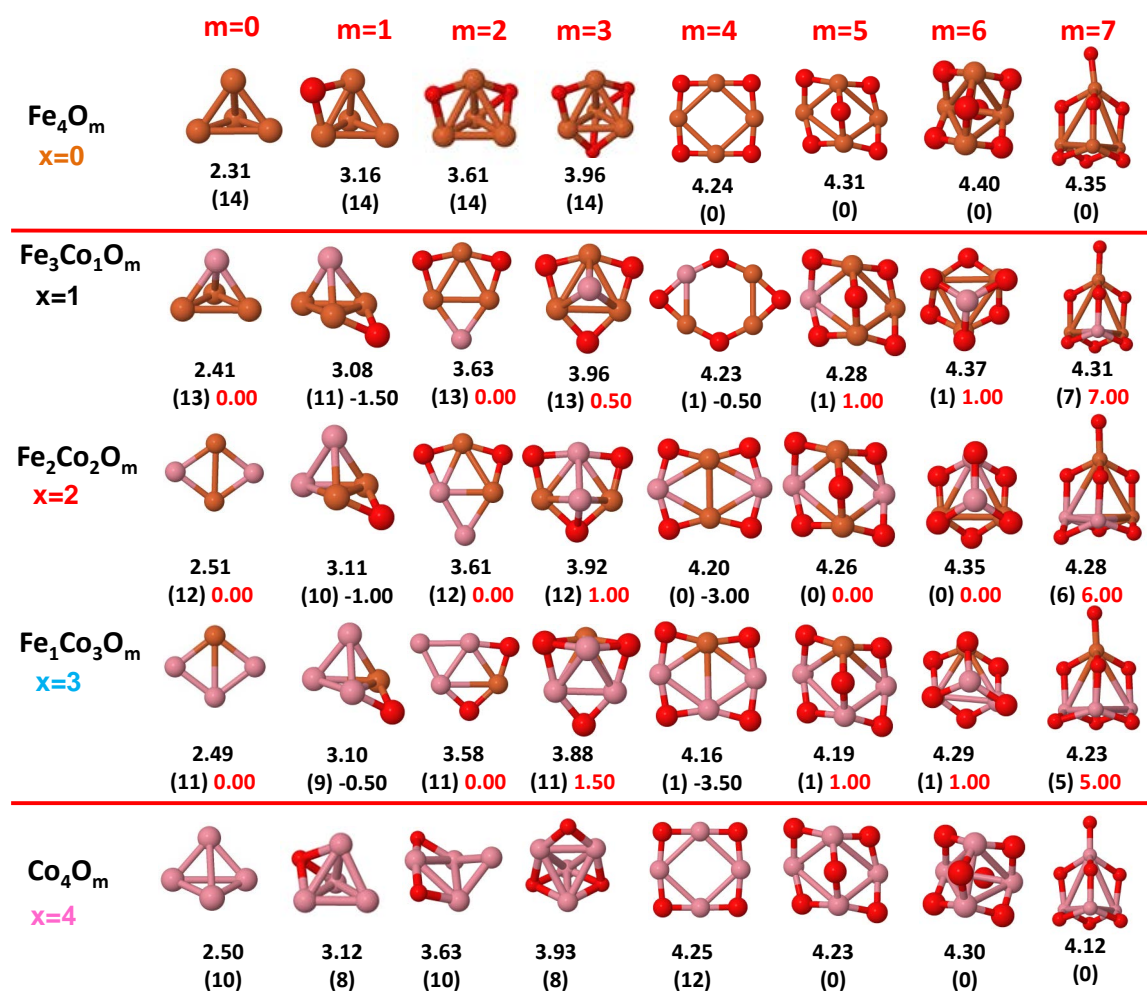 m=0 m=1 m=2 m=3 m=4 m=5 m=6 m=7
Fe₄Oₘ
x=0
2.31 3.16 3.61 3.96 4.24 4.31 4.40 4.35
(14) (14) (14) (14) (0) (0) (0) (0)
Fe₃Co₁Oₘ
x=1
2.41 3.08 3.63 3.96 4.23 4.28 4.37 4.31
(13) 0.00 (11) -1.50 (13) 0.00 (13) 0.50 (1) -0.50 (1) 1.00 (1) 1.00 (7) 7.00
Fe₂Co₂Oₘ
x=2
2.51 3.11 3.61 3.92 4.20 4.26 4.35 4.28
(12) 0.00 (10) -1.00 (12) 0.00 (12) 1.00 (0) -3.00 (0) 0.00 (0) 0.00 (6) 6.00
Fe₁Co₃Oₘ
x=3
2.49 3.10 3.58 3.88 4.16 4.19 4.29 4.23
(11) 0.00 (9) -0.50 (11) 0.00 (11) 1.50 (1) -3.50 (1) 1.00 (1) 1.00 (5) 5.00
Co₄Oₘ
x=4
2.50 3.12 3.63 3.93 4.25 4.23 4.30 4.12
(10) (8) (10) (8) (12) (0) (0) (0)